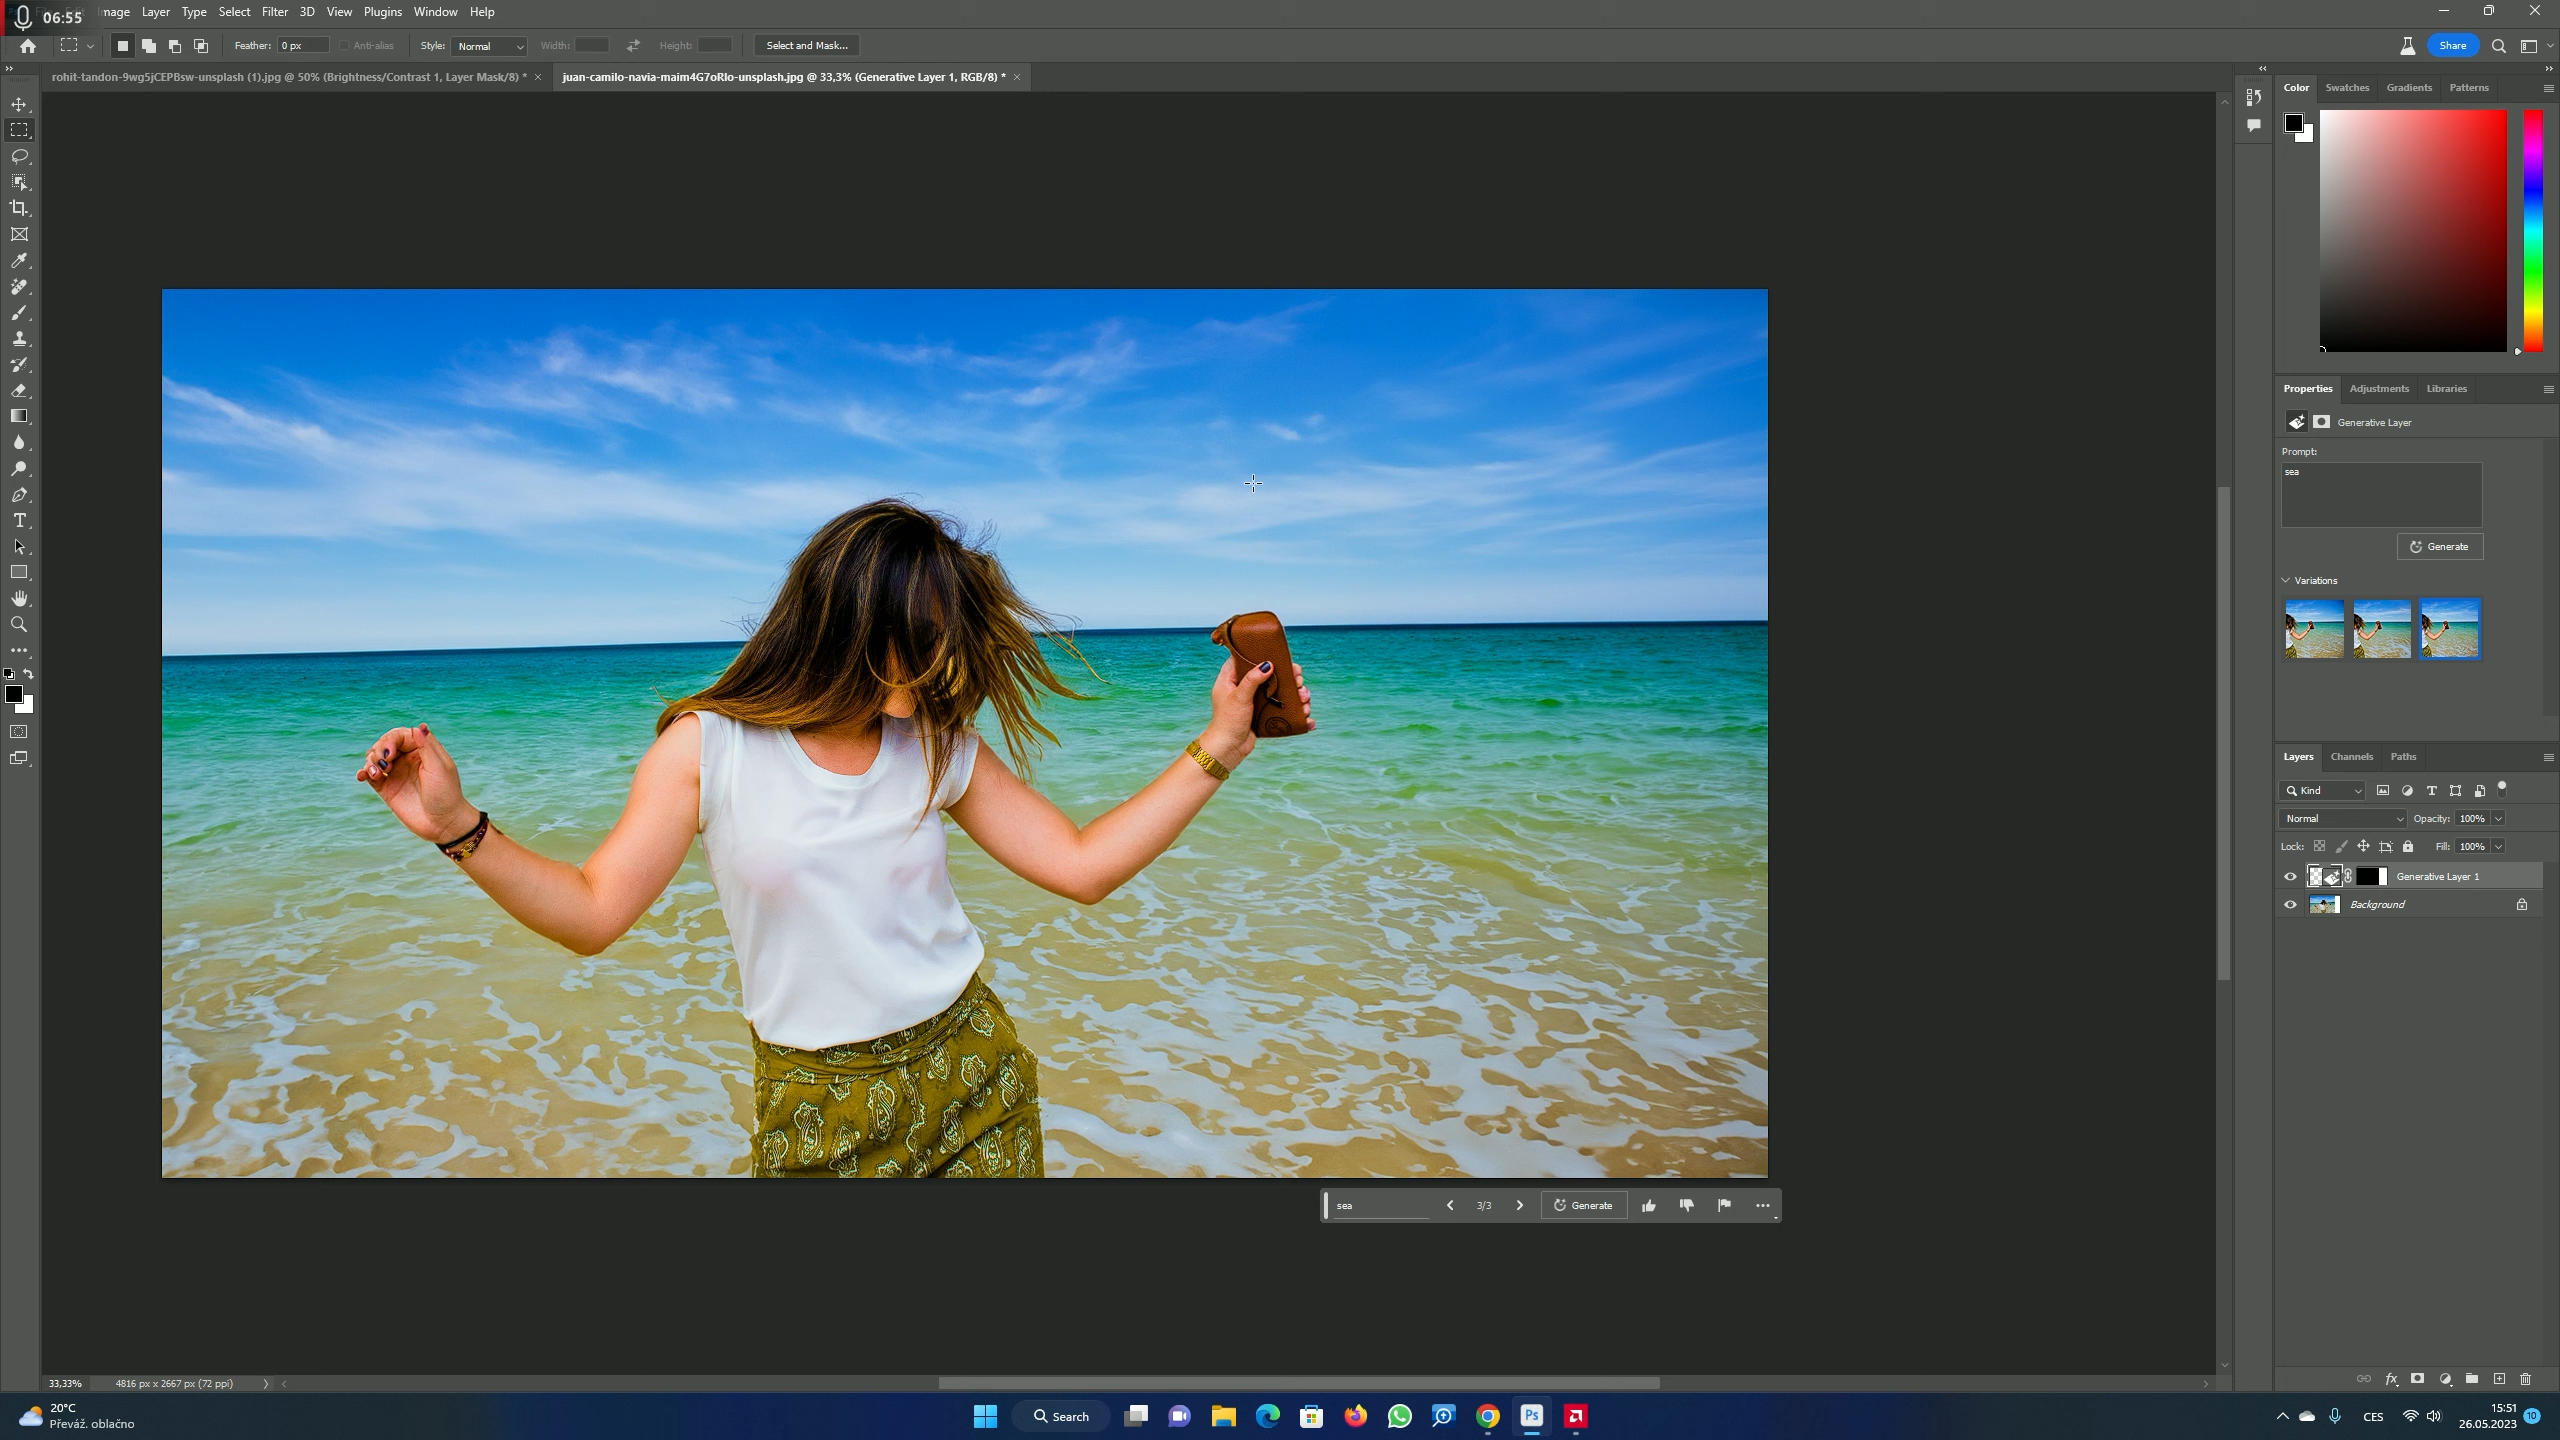 06:55
Image Layer Type Select Filter 3D View Plugins Window Help
Feather: 0 px Anti-alias Style: Normal Width: Height: Select and Mask... Share
rohit-tandon-9wg5jCEPBsw-unsplash (1).jpg @ 50% (Brightness/Contrast 1, Layer Mask/8) * juan-camilo-navia-maim4G7oRIo-unsplash.jpg @ 33,3% (Generative Layer 1, RGB/8) *
Color Swatches Gradients Patterns
Properties Adjustments Libraries
Generative Layer
Prompt:
sea
Generate
Variations
Layers Channels Paths
Kind
Normal Opacity: 100%
Lock: Fill: 100%
Generative Layer 1
Background
sea 3/3 Generate
33,33% 4816 px x 2667 px (72 ppi)
fx
20°C
Převáž. oblačno
Search
Ps
CES
15:51
26.05.2023
10